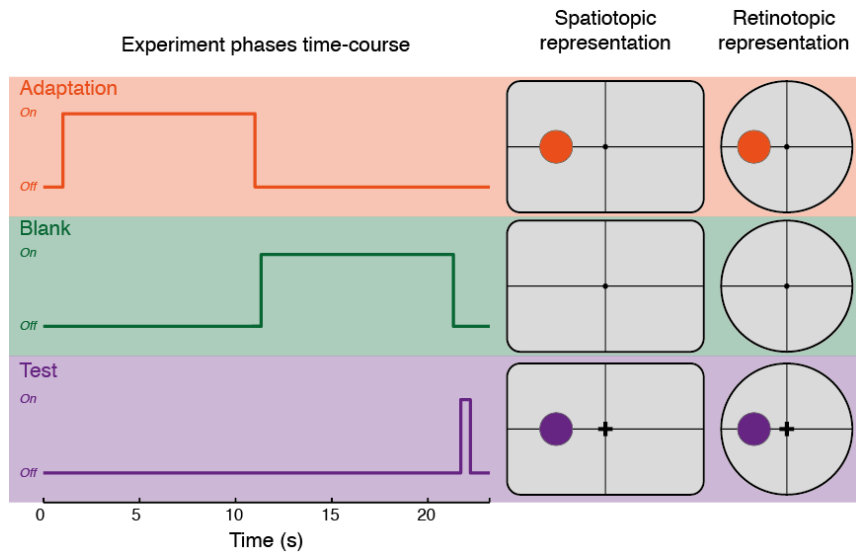 Experiment phases time-course
Spatiotopic
representation
Retinotopic
representation
Adaptation
On
Off
Blank
On
Off
Test
On
Off
0 5 10 15 20
Time (s)